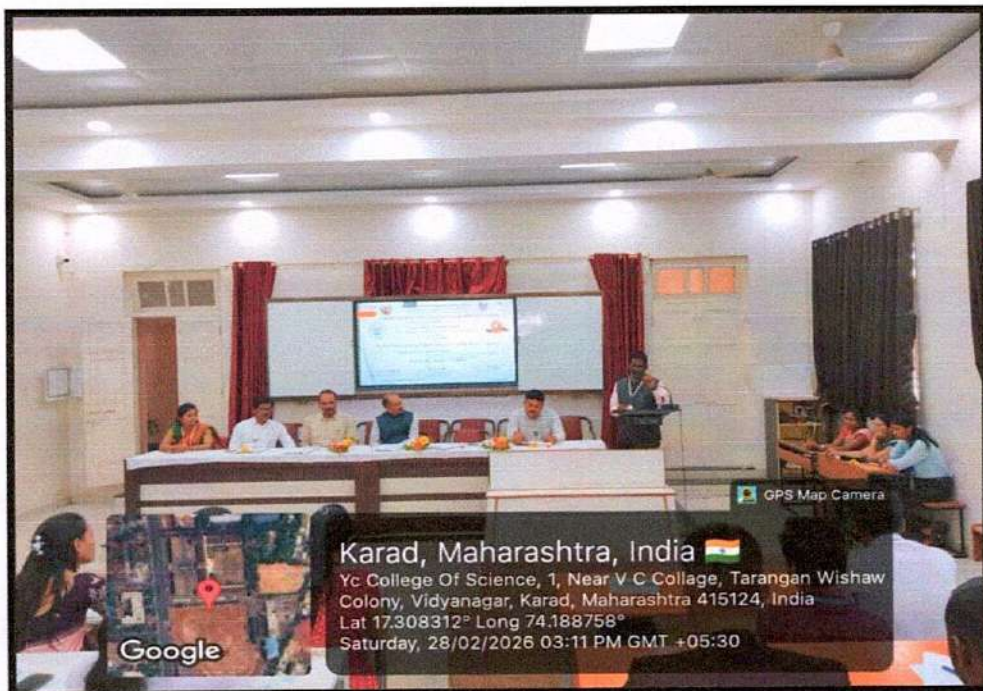 GPS Map Camera
Karad, Maharashtra, India
Yc College Of Science, 1, Near V C Collage, Tarangan Wishaw
Colony, Vidyanagar, Karad, Maharashtra 415124, India
Lat 17.308312° Long 74.188758°
Saturday, 28/02/2026 03:11 PM GMT +05:30
Google